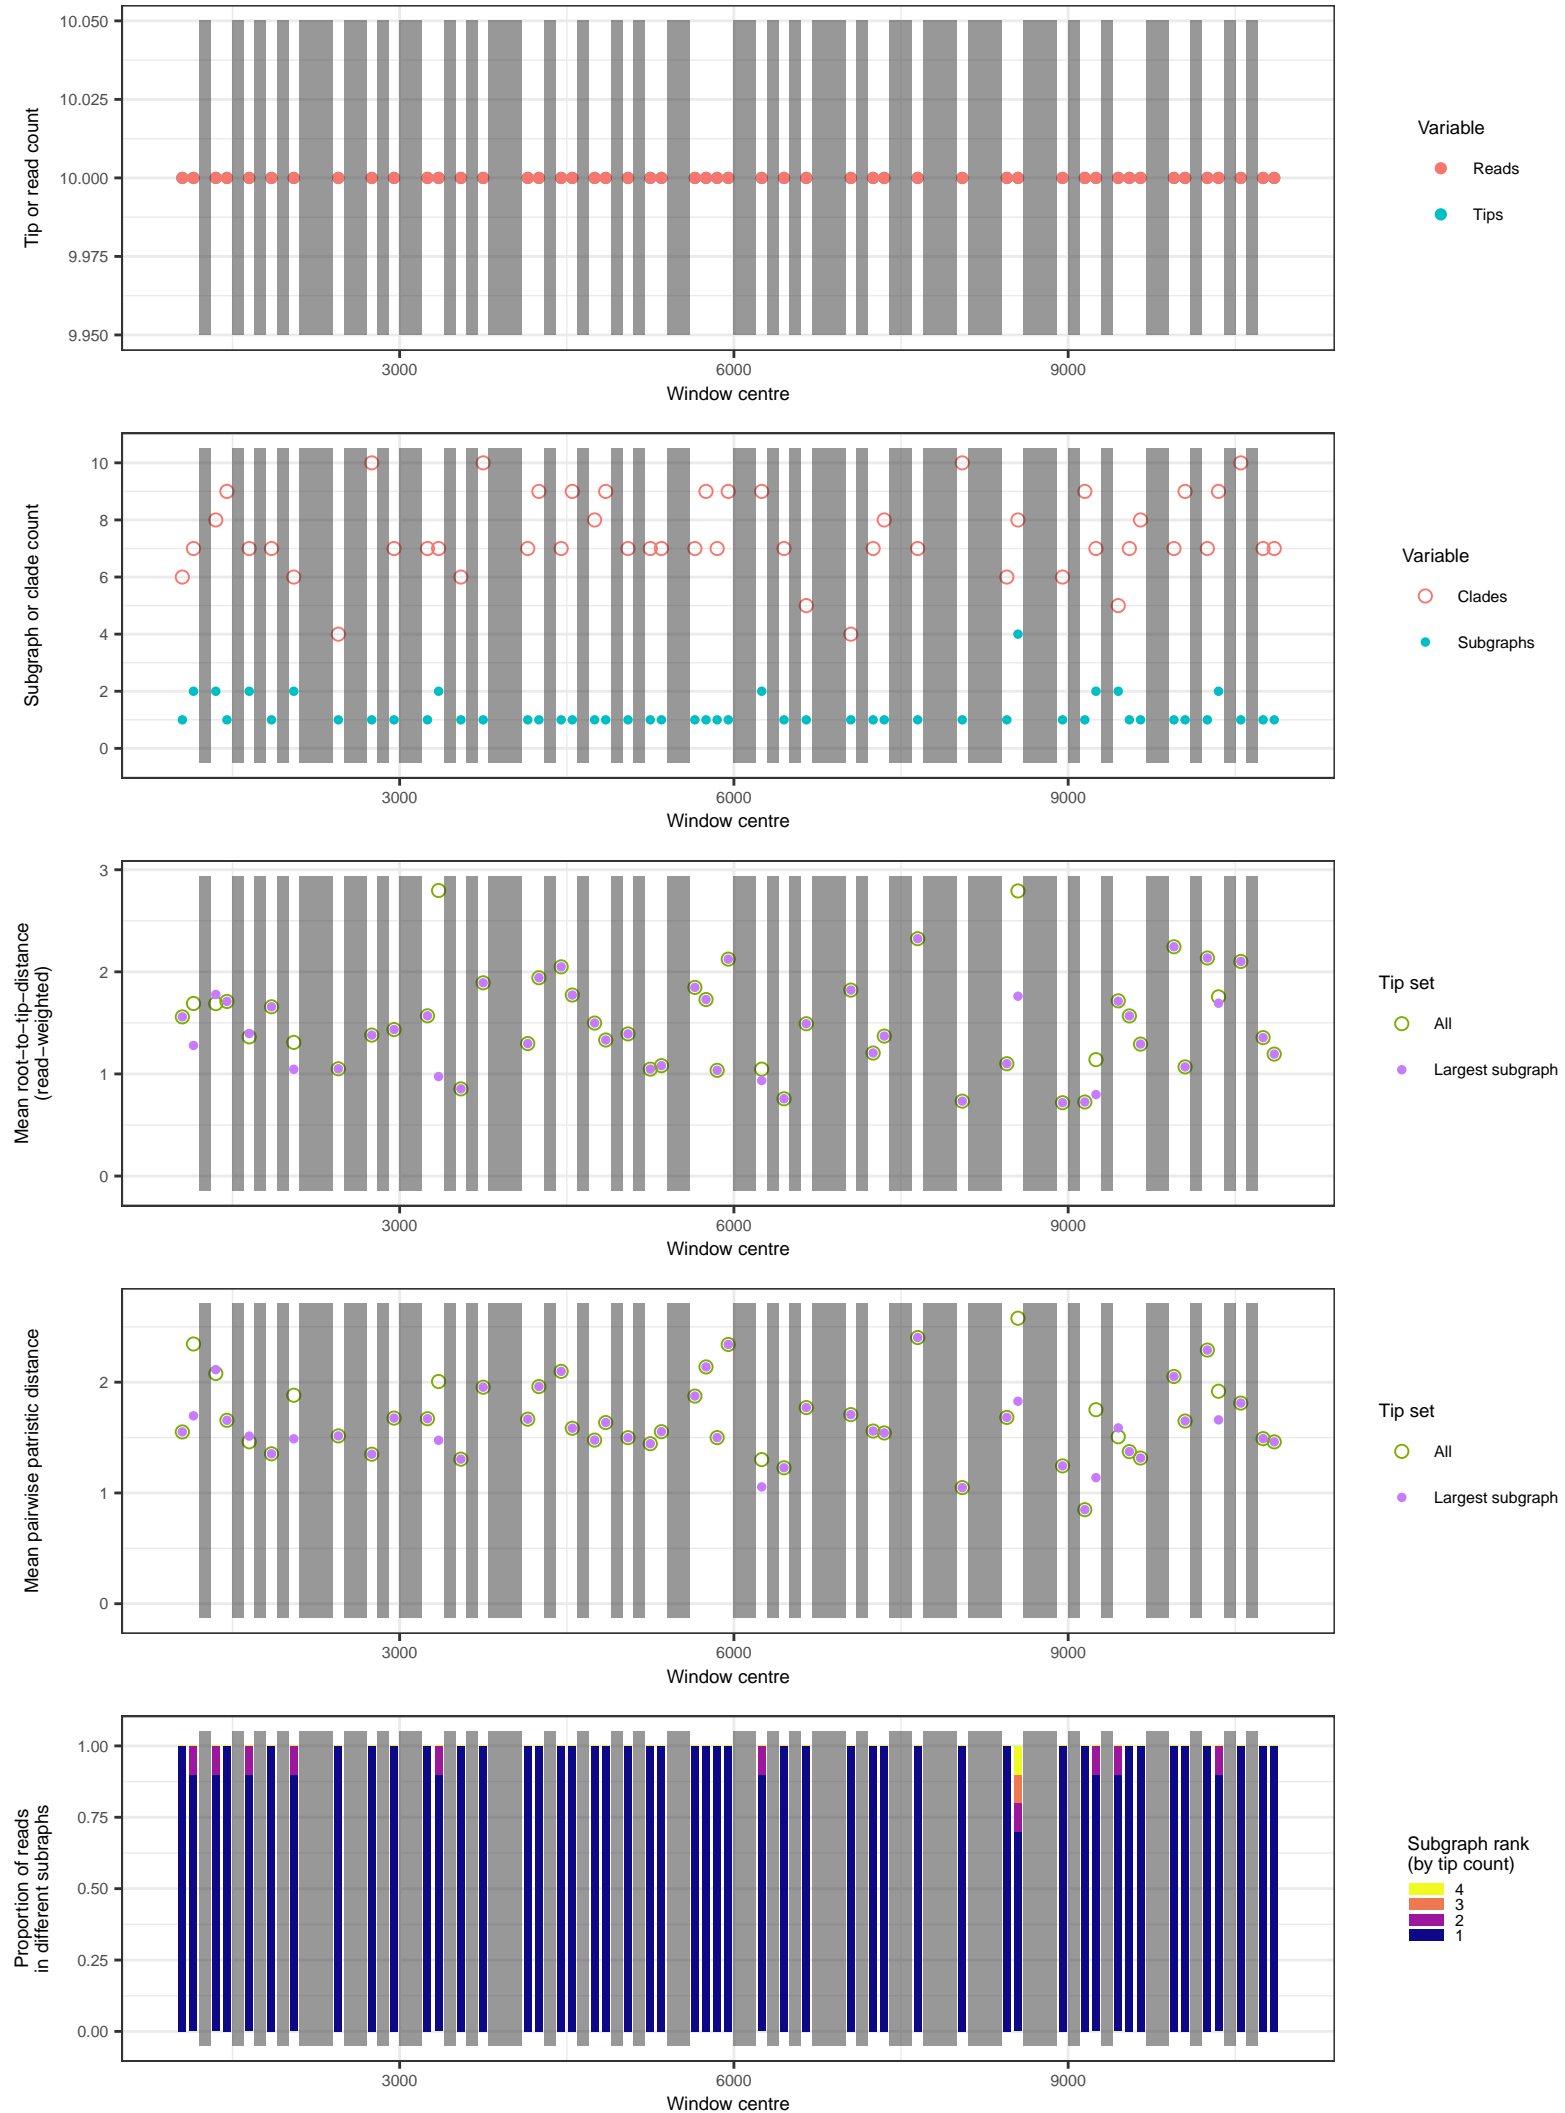 10.050
10.025
10.000
9.975
9.950
Tip or read count
3000
6000
9000
Window centre
Variable
Reads
Tips
10
8
6
4
2
0
Subgraph or clade count
3000
6000
9000
Window centre
Variable
Clades
Subgraphs
3
2
1
0
Mean root−to−tip−distance
(read−weighted)
3000
6000
9000
Window centre
Tip set
All
Largest subgraph
2
1
0
Mean pairwise patristic distance
3000
6000
9000
Window centre
Tip set
All
Largest subgraph
1.00
0.75
0.50
0.25
0.00
Proportion of reads
in different subraphs
3000
6000
9000
Window centre
Subgraph rank
(by tip count)
4
3
2
1